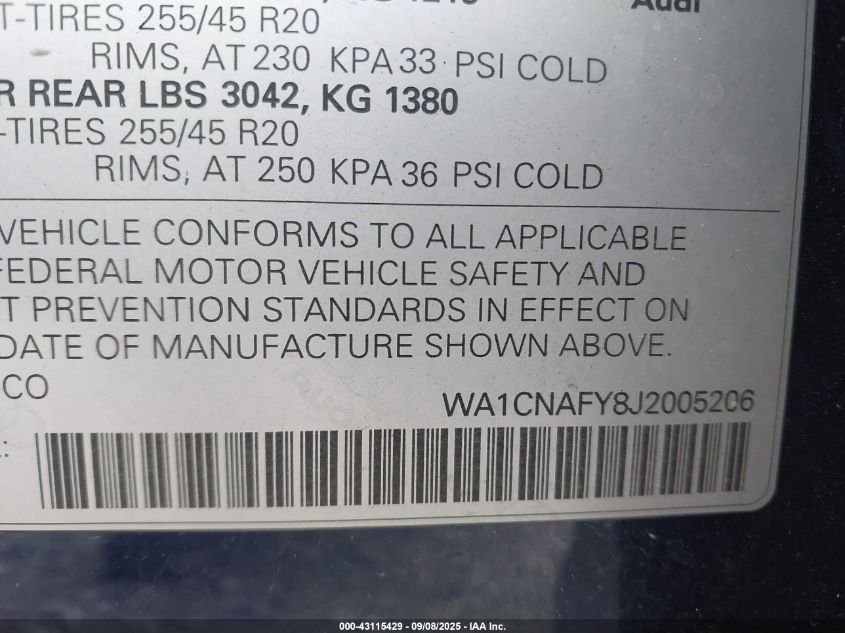 Audi
T-TIRES 255/45 R20
RIMS, AT 230 KPA 33 PSI COLD
R REAR LBS 3042, KG 1380
-TIRES 255/45 R20
RIMS, AT 250 KPA 36 PSI COLD
VEHICLE CONFORMS TO ALL APPLICABLE
FEDERAL MOTOR VEHICLE SAFETY AND
T PREVENTION STANDARDS IN EFFECT ON
DATE OF MANUFACTURE SHOWN ABOVE.
CO
WA1CNAFY8J2005206
000-43115429 - 09/08/2025 - IAA Inc.